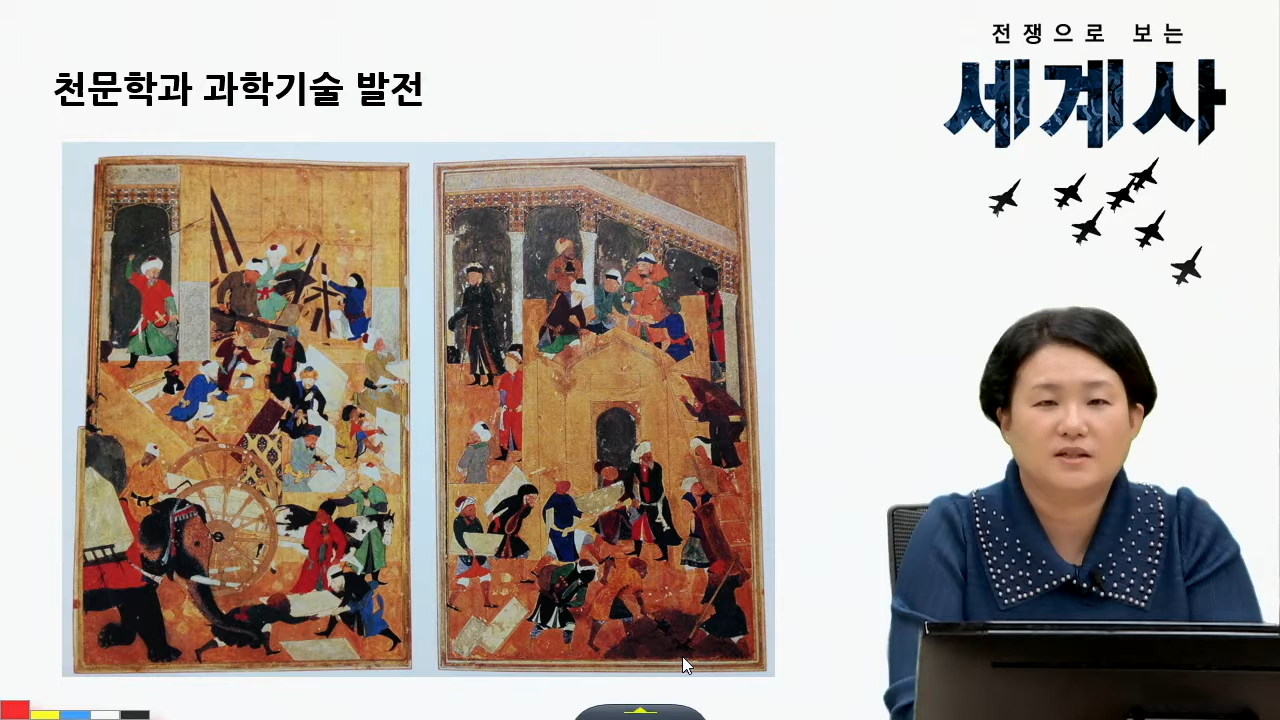 천문학과 과학기술 발전
전쟁으로 보는
세계사